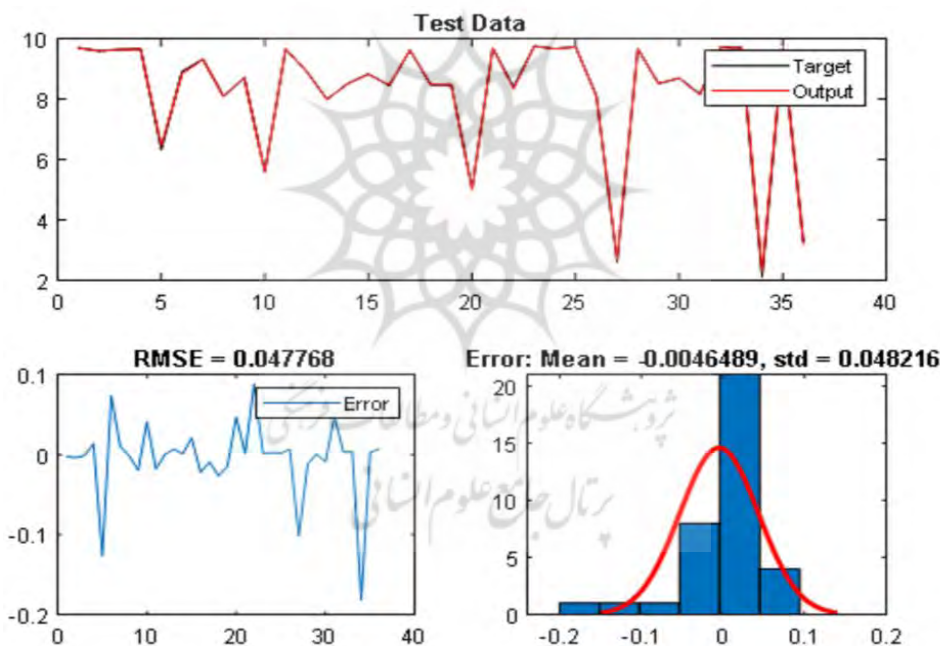 Test Data
10
8
6
4
2
0 5 10 15 20 25 30 35 40
Target
Output
RMSE = 0.047768
0.1
0
-0.1
-0.2
0 10 20 30 40
Error
Error: Mean = -0.0046489, std = 0.048216
20
15
10
5
0
-0.2 -0.1 0 0.1 0.2
پژوهشگاه علوم انسانی و مطالعات فرهنگی
پرتال جامع علوم انسانی